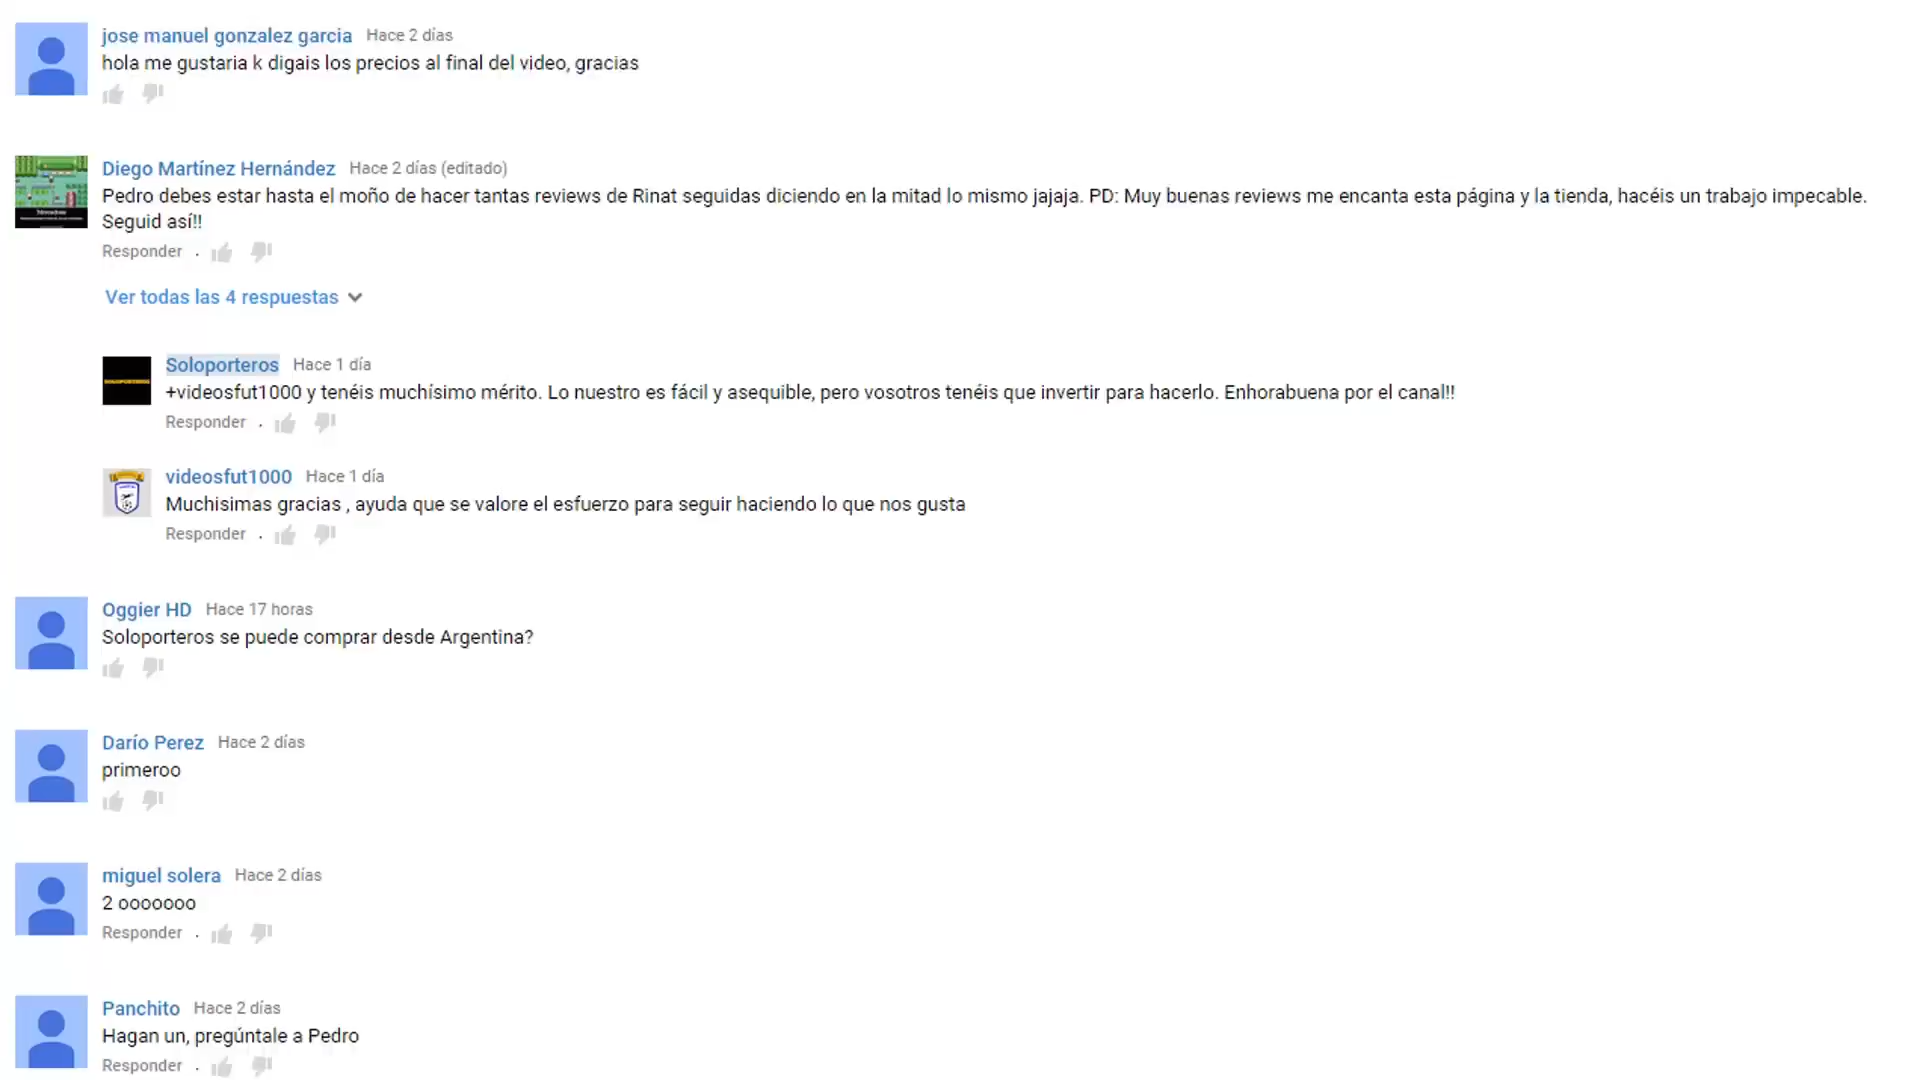 jose manuel gonzalez garcia Hace 2 días
hola me gustaria k digais los precios al final del video, gracias
Diego Martínez Hernández Hace 2 días (editado)
Pedro debes estar hasta el moño de hacer tantas reviews de Rinat seguidas diciendo en la mitad lo mismo jajaja. PD: Muy buenas reviews me encanta esta página y la tienda, hacéis un trabajo impecable.
Seguid así!!
Responder .
Ver todas las 4 respuestas
Soloporteros Hace 1 día
+videosfut1000 y tenéis muchísimo mérito. Lo nuestro es fácil y asequible, pero vosotros tenéis que invertir para hacerlo. Enhorabuena por el canal!!
Responder .
videosfut1000 Hace 1 día
Muchisimas gracias , ayuda que se valore el esfuerzo para seguir haciendo lo que nos gusta
Responder .
Oggier HD Hace 17 horas
Soloporteros se puede comprar desde Argentina?
Darío Perez Hace 2 días
primeroo
miguel solera Hace 2 días
2 ooooooo
Responder .
Panchito Hace 2 días
Hagan un, pregúntale a Pedro
Responder .